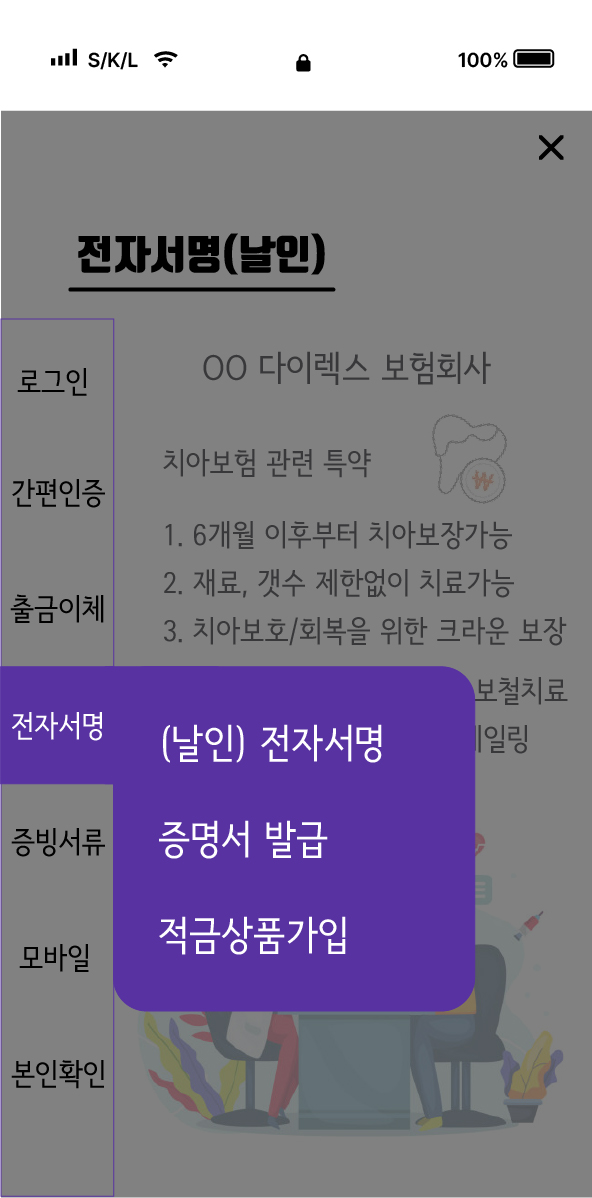 S/K/L
100%
전자서명(날인)
로그인
간편인증
출금이체
전자서명
증빙서류
모바일
본인확인
OO 다이렉스 보험회사
치아보험 관련 특약
₩
1. 6개월 이후부터 치아보장가능
2. 재료, 갯수 제한없이 치료가능
3. 치아보호/회복을 위한 크라운 보장
보철치료
일링
(날인) 전자서명
증명서 발급
적금상품가입